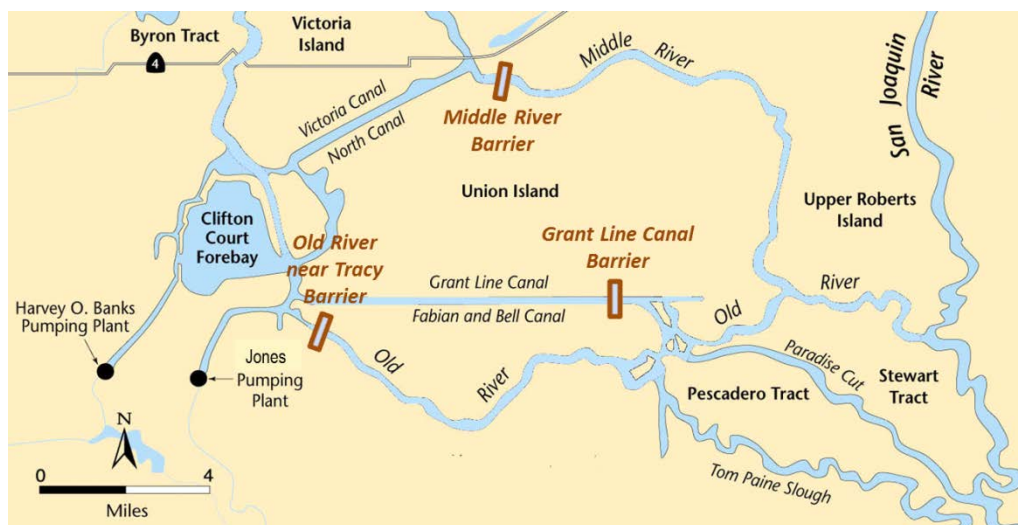 Byron Tract
4
Victoria
Island
Middle
River
San Joaquin
River
Victoria Canal
North Canal
Middle River
Barrier
Union Island
Upper Roberts
Island
Clifton
Court
Forebay
Old River
near Tracy
Barrier
Grant Line Canal
Barrier
Grant Line Canal
Fabian and Bell Canal
Old
River
Harvey O. Banks
Pumping Plant
Jones
Pumping
Plant
Old
River
Paradise Cut
Stewart
Tract
Pescadero Tract
Tom Paine Slough
N
0
4
Miles